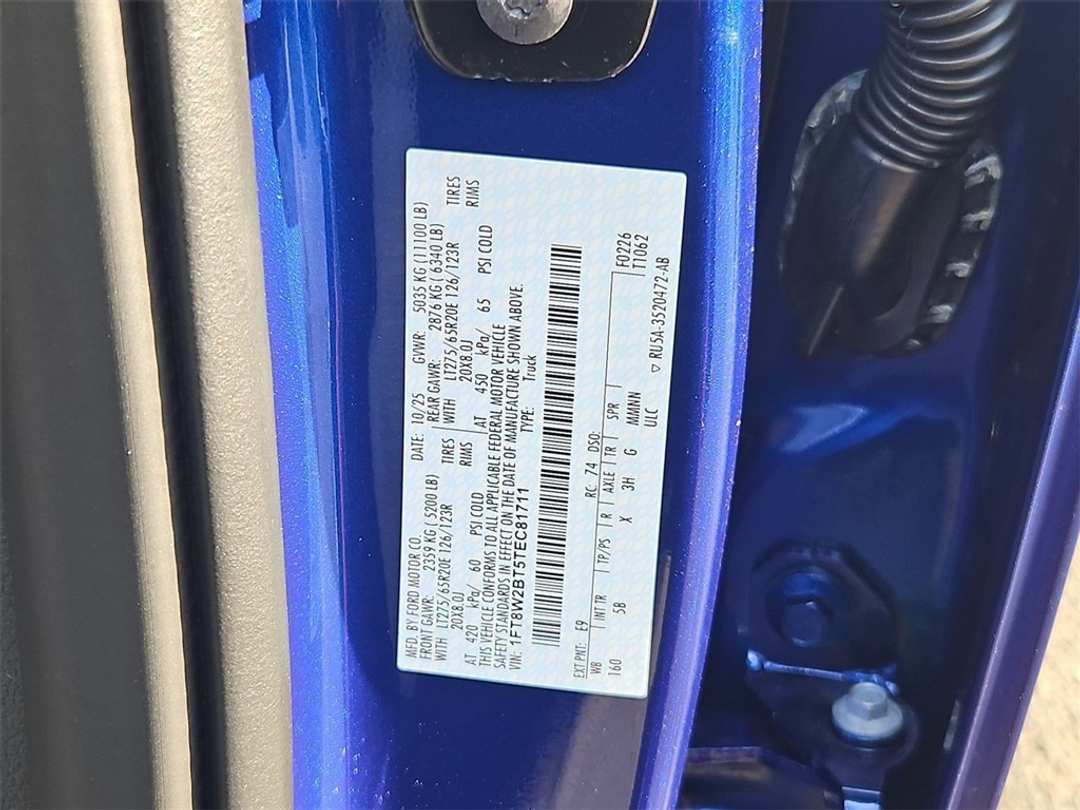 MFD. BY FORD MOTOR CO. DATE: 10/25 GVWR: 5035 KG (11100 LB)
FRONT GAWR: 2359 KG (5200 LB) REAR GAWR: 2876 KG (6340 LB)
WITH LT275/65R20E 126/123R TIRES WITH LT275/65R20E 126/123R TIRES
20X8.0J RIMS 20X8.0J RIMS
AT 420 kPa/ 60 PSI COLD AT 450 kPa/ 65 PSI COLD
THIS VEHICLE CONFORMS TO ALL APPLICABLE FEDERAL MOTOR VEHICLE
SAFETY STANDARDS IN EFFECT ON THE DATE OF MANUFACTURE SHOWN ABOVE.
VIN: 1FT8W2BT5TEC81711 TYPE: Truck
F0226
T1062
EXT PNT: E9 RC: 74 DSO:
WB INT TR TP/PS R AXLE TR SPR
160 5B X 3H G MMNN
ULC
▽ RU5A-3520472-AB